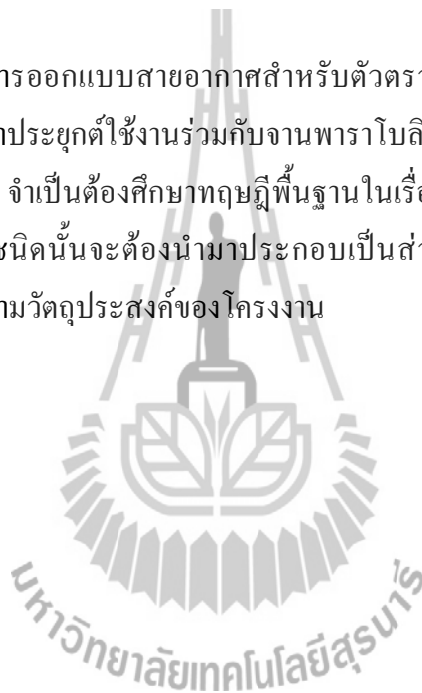 ารออกแบบสายอากาศสำหรับตัวตรว
าประยุกต์ใช้งานร่วมกับจานพาราโบลิ
จำเป็นต้องศึกษาทฤษฎีพื้นฐานในเรื่อ
ชนิดนั้นจะต้องนำมาประกอบเป็นส่ว
ามวัตถุประสงค์ของโครงงาน
มหาวิทยาลัยเทคโนโลยีสุรนารี